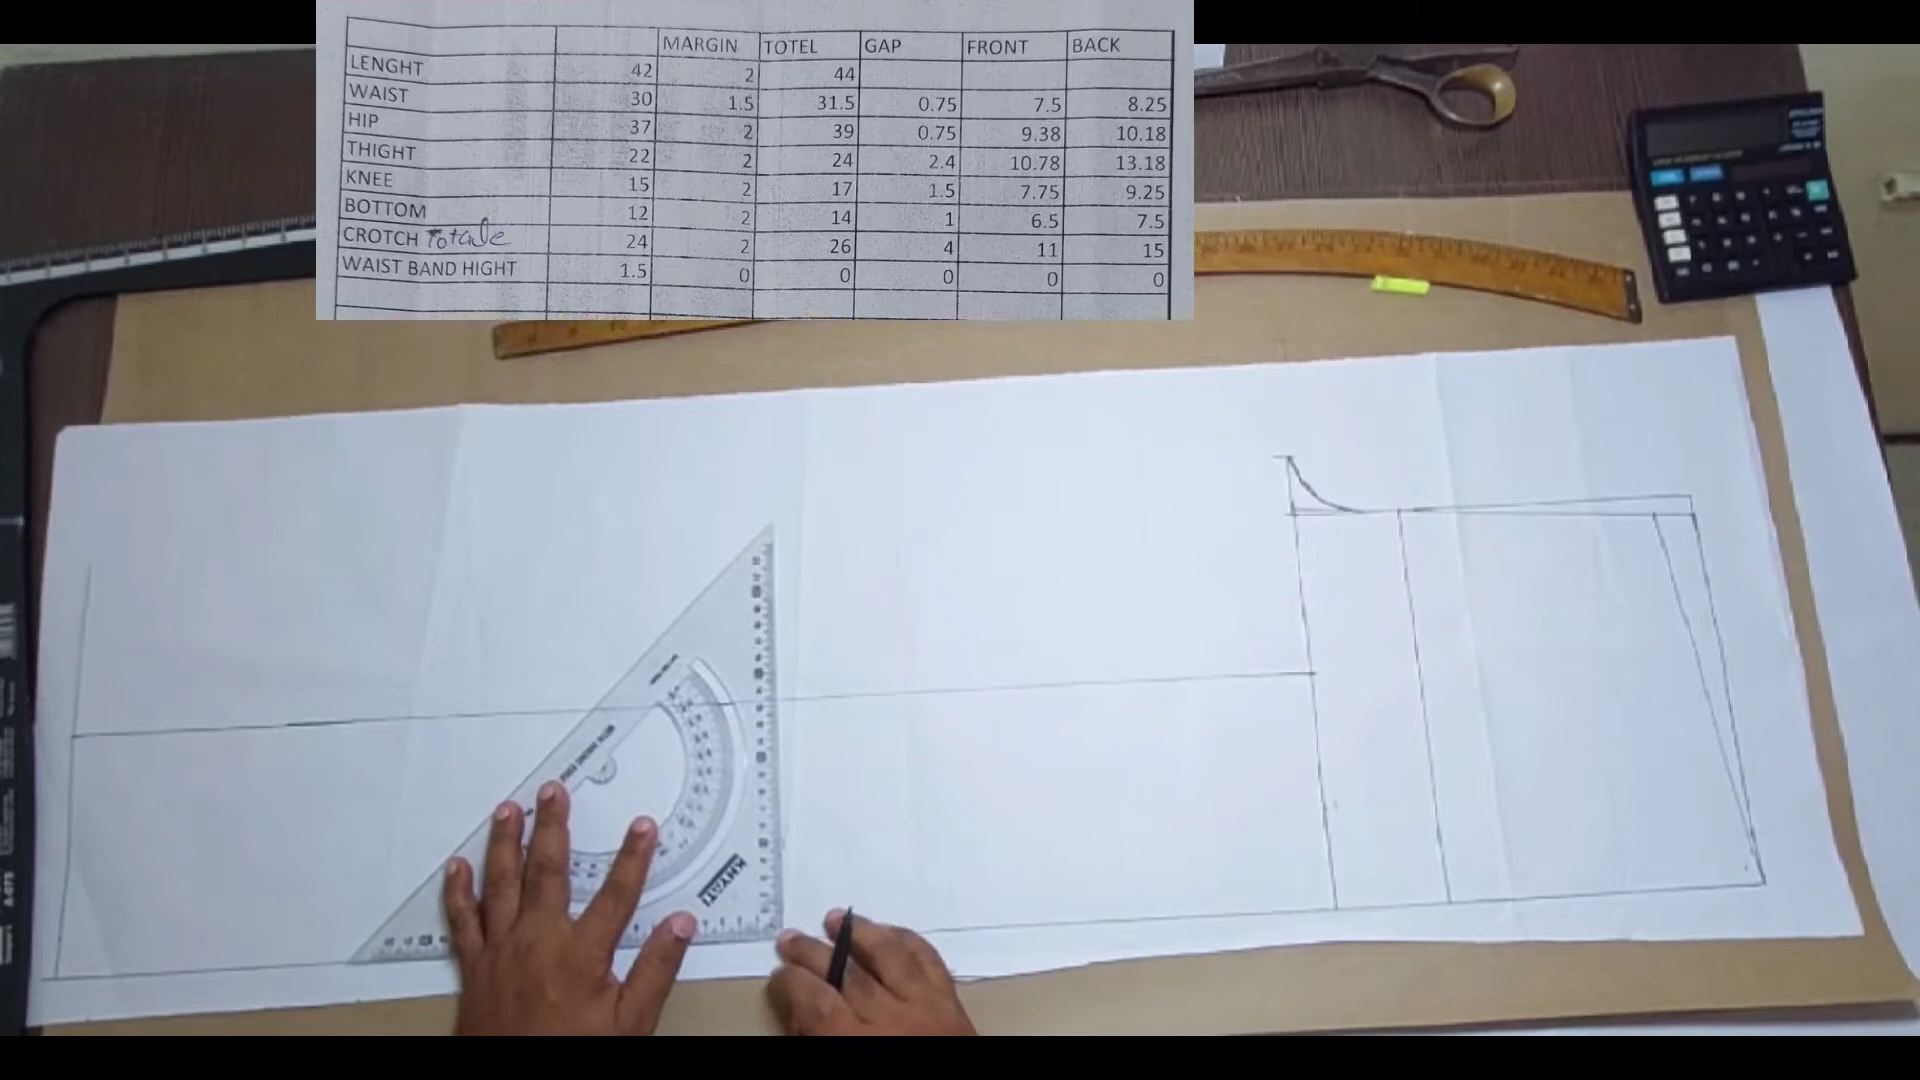 MARGIN TOTEL GAP FRONT BACK
LENGHT 42 2 44
WAIST 30 1.5 31.5 0.75 7.5 8.25
HIP 37 2 39 0.75 9.38 10.18
THIGHT 22 2 24 2.4 10.78 13.18
KNEE 15 2 17 1.5 7.75 9.25
BOTTOM 12 2 14 1 6.5 7.5
CROTCH Totale 24 2 26 4 11 15
WAIST BAND HIGHT 1.5 0 0 0 0 0
KHYATI